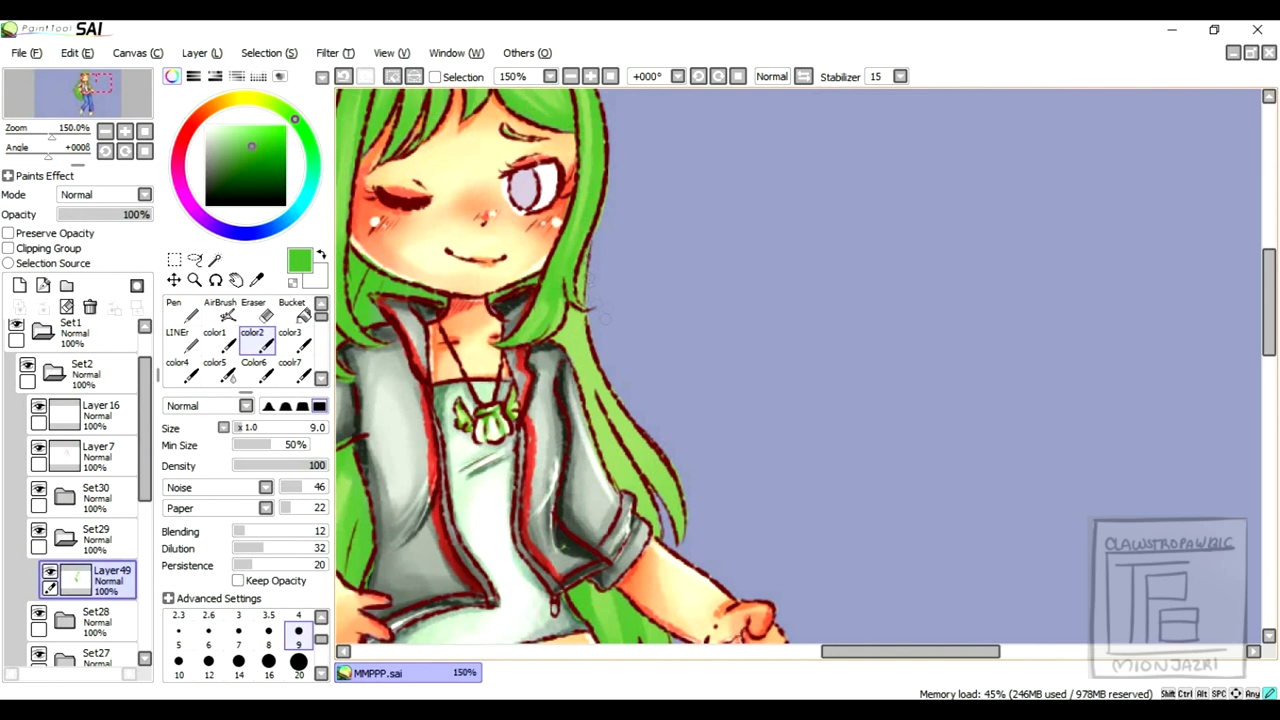 PaintTool SAI
File (F) Edit (E) Canvas (C) Layer (L) Selection (S) Filter (T) View (V) Window (W) Others (O)
Selection 150% +000° Normal Stabilizer 15
Zoom 150.0%
Angle +000ß
Paints Effect
Mode Normal
Opacity 100%
Preserve Opacity
Clipping Group
Selection Source
Set1
Normal
100%
Set2
Normal
100%
Layer16
Normal
100%
Layer7
Normal
100%
Set30
Normal
100%
Set29
Normal
100%
Layer49
Normal
100%
Set28
Normal
100%
Set27
Normal
Pen AirBrush Eraser Bucket
LINEr color1 color2 color3
color4 color5 Color6 coolr7
Normal
Size x 1.0 9.0
Min Size 50%
Density 100
Noise 46
Paper 22
Blending 12
Dilution 32
Persistence 20
Keep Opacity
Advanced Settings
2.3 2.6 3 3.5 4
5 6 7 8 9
10 12 14 16 20
MMPPP.sai 150%
CLAWSTROPAWBIC
MIONJAZRI
Memory load: 45% (246MB used / 978MB reserved) Shift Ctrl Alt SPC Any